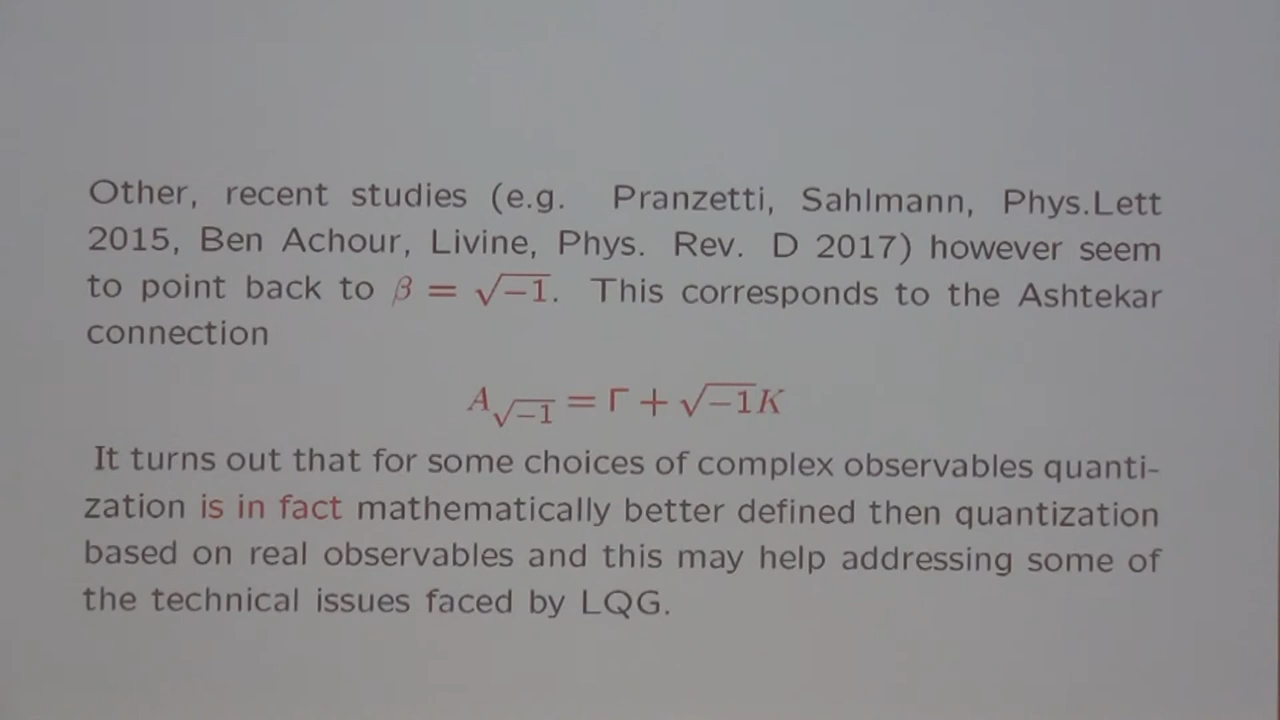 Other, recent studies (e.g. Pranzetti, Sahlmann, Phys.Lett
2015, Ben Achour, Livine, Phys. Rev. D 2017) however seem
to point back to β = √−1. This corresponds to the Ashtekar
connection
A_√−1 = Γ + √−1K
It turns out that for some choices of complex observables quanti-
zation is in fact mathematically better defined then quantization
based on real observables and this may help addressing some of
the technical issues faced by LQG.